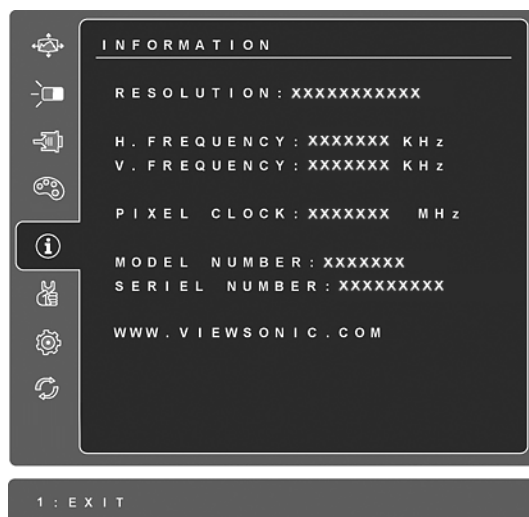 INFORMATION
RESOLUTION: XXXXXXXXXXX
H. FREQUENCY: XXXXXXX KHz
V. FREQUENCY: XXXXXXX KHz
PIXEL CLOCK: XXXXXXX MHz
MODEL NUMBER: XXXXXXX
SERIEL NUMBER: XXXXXXXXX
WWW.VIEWSONIC.COM
1:EXIT